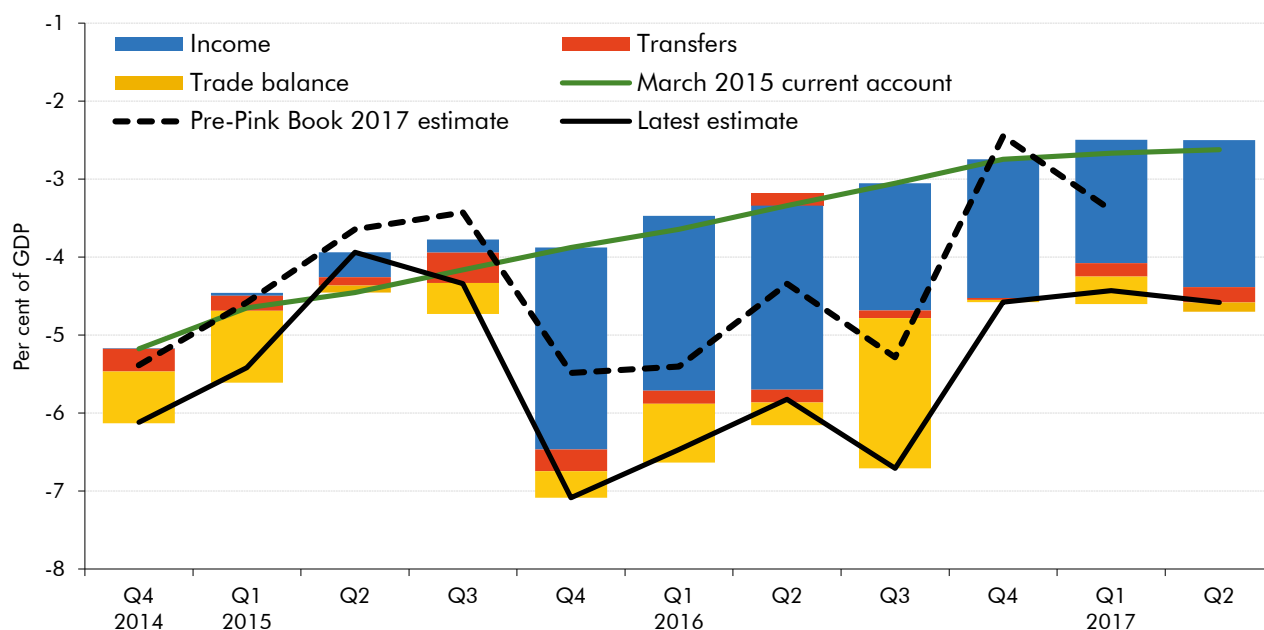 -1
-2
-3
-4
-5
-6
-7
-8
Per cent of GDP
Income
Transfers
Trade balance
March 2015 current account
Pre-Pink Book 2017 estimate
Latest estimate
Q4 Q1 Q2 Q3 Q4 Q1 Q2 Q3 Q4 Q1 Q2
2014 2015 2016 2017